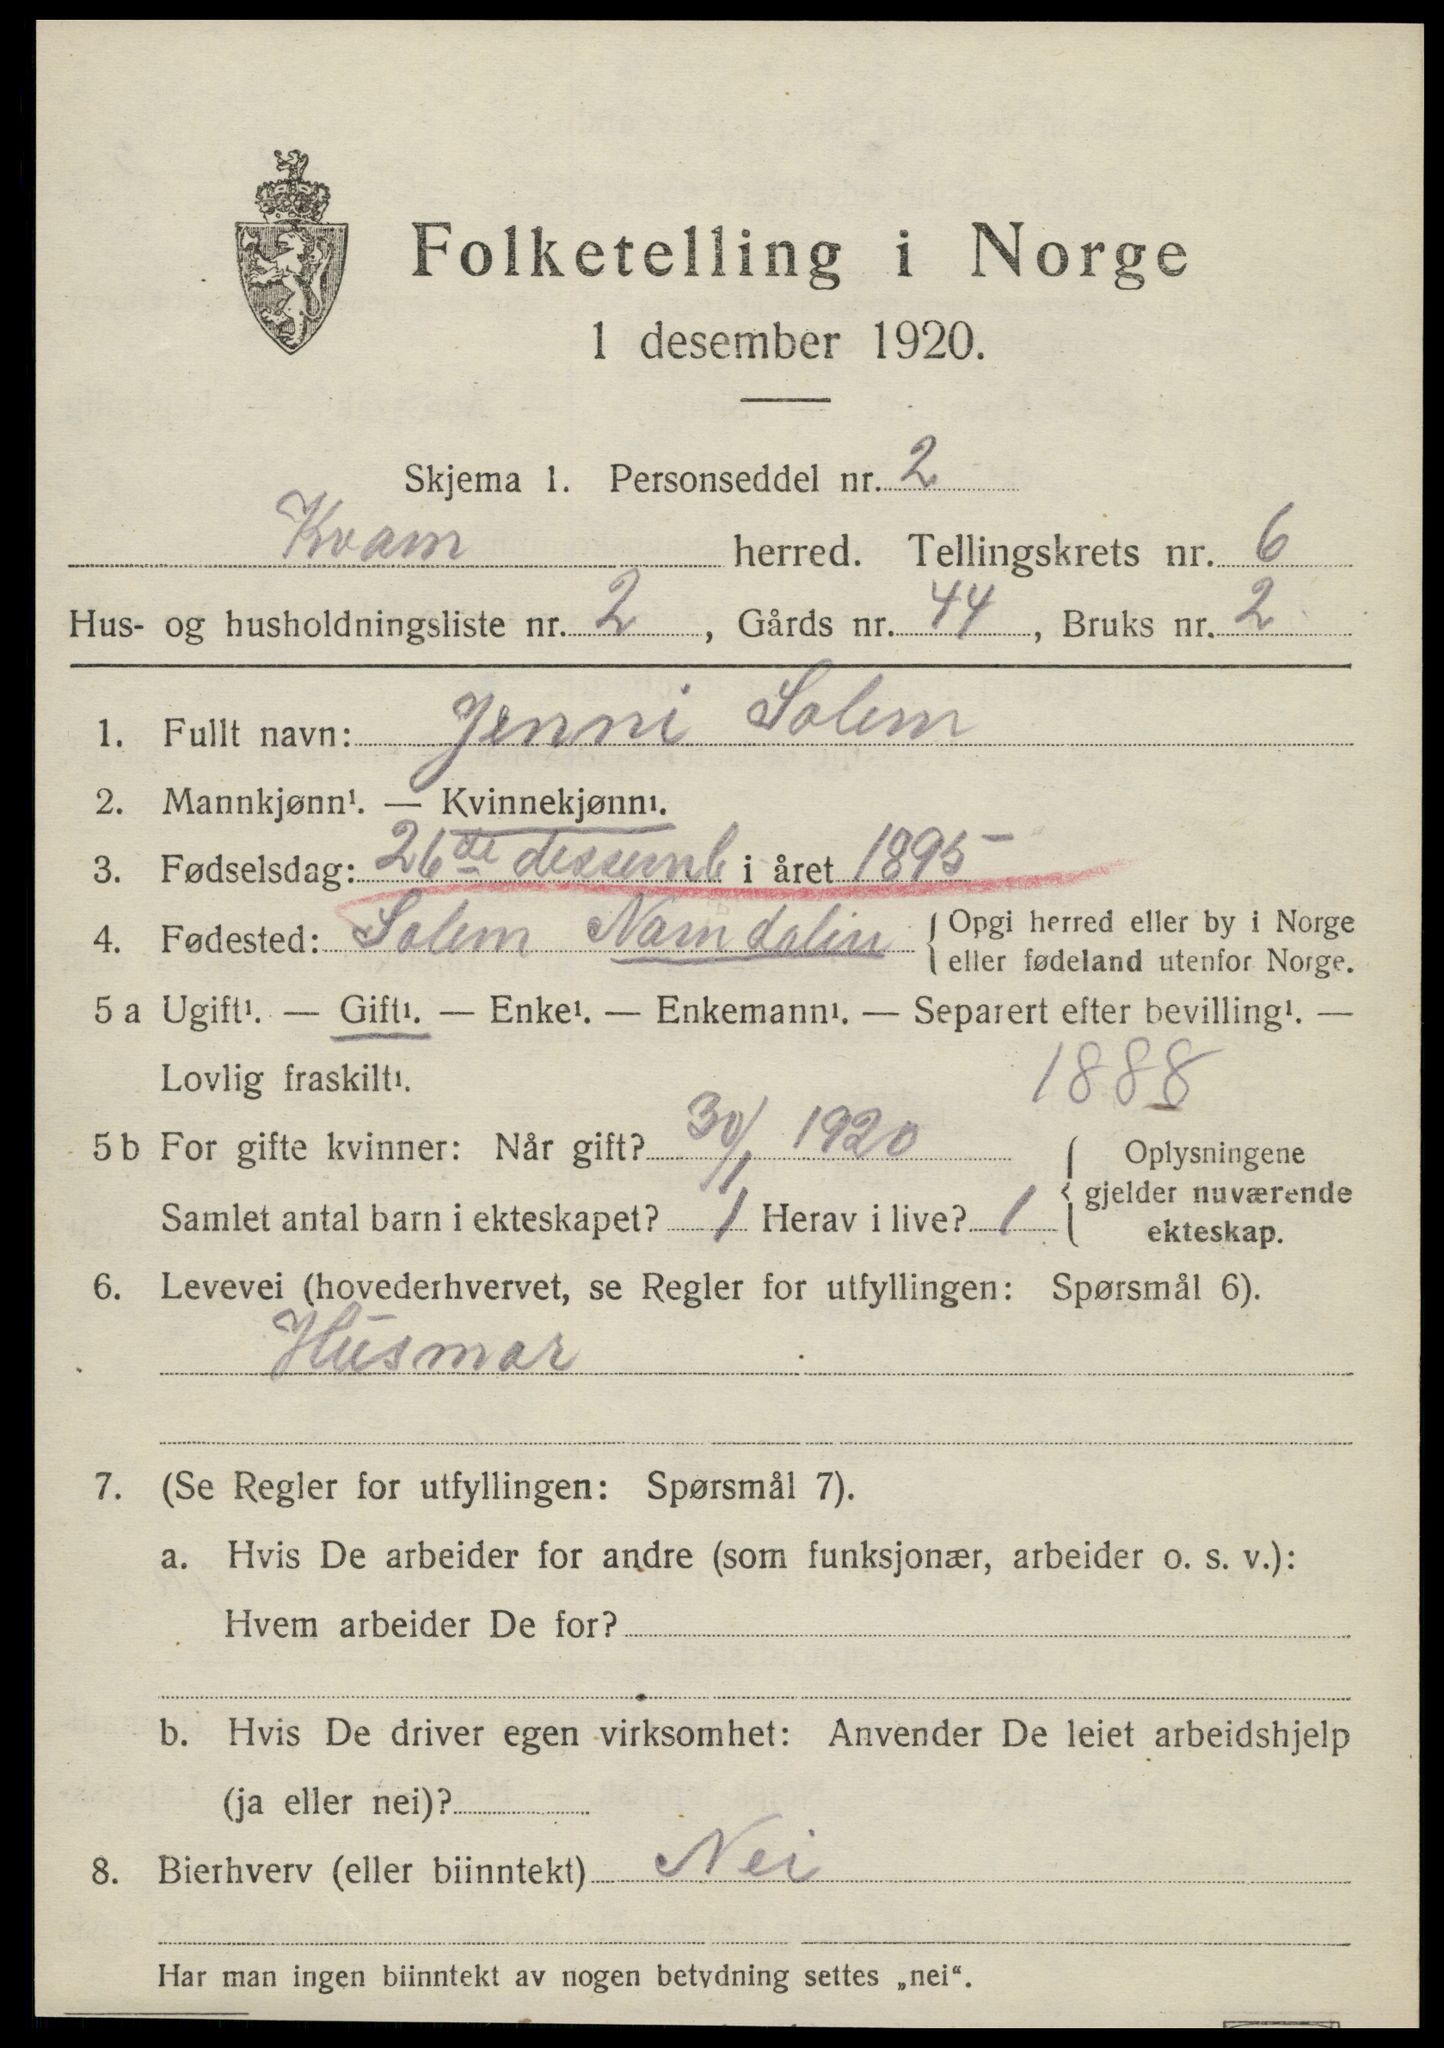 Folketelling i Norge
1 desember 1920.
Skjema 1. Personseddel nr. 2
Kvam herred. Tellingskrets nr. 6
Hus- og husholdningsliste nr. 2, Gårds nr. 44, Bruks nr. 2
1. Fullt navn: Jenni Solem
2. Mannkjønn¹. — Kvinnekjønn¹.
3. Fødselsdag: 26de dessemb i året 1895
4. Fødested: Solem Namdalen { Opgi herred eller by i Norge
eller fødeland utenfor Norge.
5 a Ugift¹. — Gift¹. — Enke¹. — Enkemann¹. — Separert efter bevilling¹. —
Lovlig fraskilt¹. 1888
5 b For gifte kvinner: Når gift? 30/1 1920
Samlet antal barn i ekteskapet? 1 Herav i live? 1
{ Oplysningene
gjelder nuværende
ekteskap.
6. Levevei (hovederhvervet, se Regler for utfyllingen: Spørsmål 6).
Husmor
7. (Se Regler for utfyllingen: Spørsmål 7).
a. Hvis De arbeider for andre (som funksjonær, arbeider o. s. v.):
Hvem arbeider De for?
b. Hvis De driver egen virksomhet: Anvender De leiet arbeidshjelp
(ja eller nei)?
8. Bierhverv (eller biinntekt) Nei
Har man ingen biinntekt av nogen betydning settes „nei“.